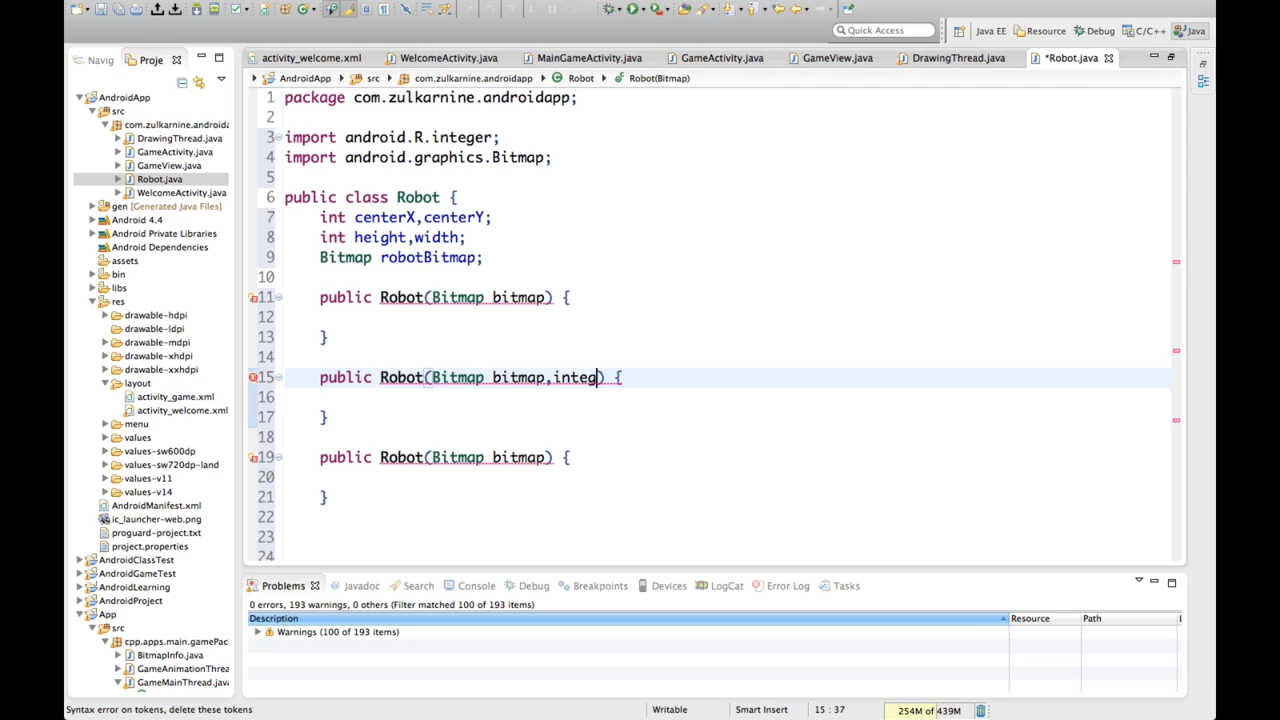 Quick Access
Java EE
Resource
Debug
C/C++
Java
Navig
Proje
activity_welcome.xml
WelcomeActivity.java
MainGameActivity.java
GameActivity.java
GameView.java
DrawingThread.java
*Robot.java
AndroidApp
src
com.zulkarnine.androidapp
Robot
Robot(Bitmap)
AndroidApp
src
com.zulkarnine.androida
DrawingThread.java
GameActivity.java
GameView.java
Robot.java
WelcomeActivity.java
gen [Generated Java Files]
Android 4.4
Android Private Libraries
Android Dependencies
assets
bin
libs
res
drawable-hdpi
drawable-ldpi
drawable-mdpi
drawable-xhdpi
drawable-xxhdpi
layout
activity_game.xml
activity_welcome.xml
menu
values
values-sw600dp
values-sw720dp-land
values-v11
values-v14
AndroidManifest.xml
ic_launcher-web.png
proguard-project.txt
project.properties
AndroidClassTest
AndroidGameTest
AndroidLearning
AndroidProject
App
src
cpp.apps.main.gamePac
BitmapInfo.java
GameAnimationThrea
GameMainThread.java
1 package com.zulkarnine.androidapp;
2
3 import android.R.integer;
4 import android.graphics.Bitmap;
5
6 public class Robot {
7 int centerX,centerY;
8 int height,width;
9 Bitmap robotBitmap;
10
11 public Robot(Bitmap bitmap) {
12
13 }
14
15 public Robot(Bitmap bitmap,integ) {
16
17 }
18
19 public Robot(Bitmap bitmap) {
20
21 }
22
23
24
Problems
Javadoc
Search
Console
Debug
Breakpoints
Devices
LogCat
Error Log
Tasks
0 errors, 193 warnings, 0 others (Filter matched 100 of 193 items)
Description
Resource
Path
L
Warnings (100 of 193 items)
Syntax error on tokens, delete these tokens
Writable
Smart Insert
15 : 37
254M of 439M